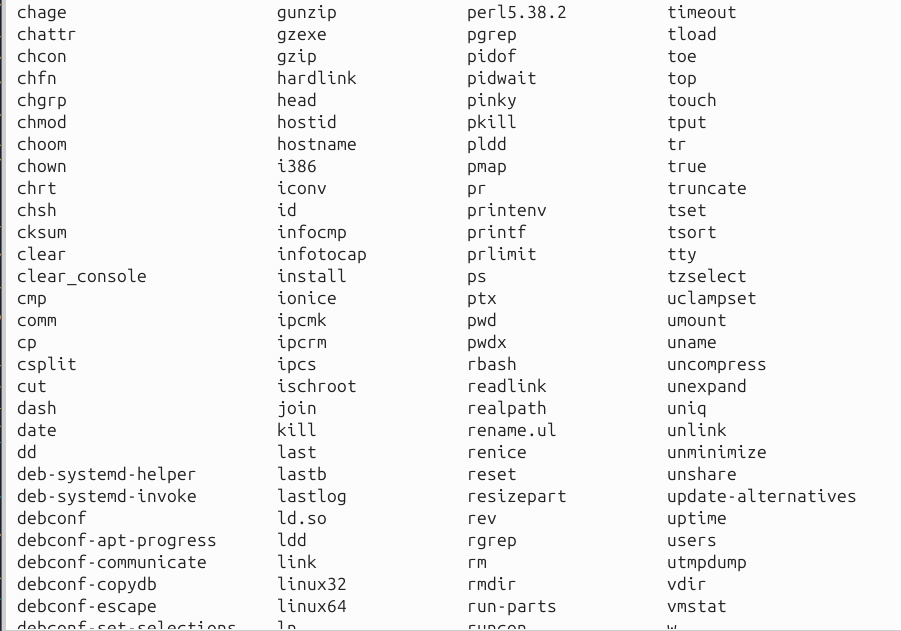 chage gunzip perl5.38.2 timeout
chattr gzexe pgrep tload
chcon gzip pidof toe
chfn hardlink pidwait top
chgrp head pinky touch
chmod hostid pkill tput
choom hostname pldd tr
chown i386 pmap true
chrt iconv pr truncate
chsh id printenv tset
cksum infocmp printf tsort
clear infotocap prlimit tty
clear_console install ps tzselect
cmp ionice ptx uclampset
comm ipcmk pwd umount
cp ipcrm pwdx uname
csplit ipcs rbash uncompress
cut ischroot readlink unexpand
dash join realpath uniq
date kill rename.ul unlink
dd last renice unminimize
deb-systemd-helper lastb reset unshare
deb-systemd-invoke lastlog resizepart update-alternatives
debconf ld.so rev uptime
debconf-apt-progress ldd rgrep users
debconf-communicate link rm utmpdump
debconf-copydb linux32 rmdir vdir
debconf-escape linux64 run-parts vmstat
debconf-set-selections ln runcon w